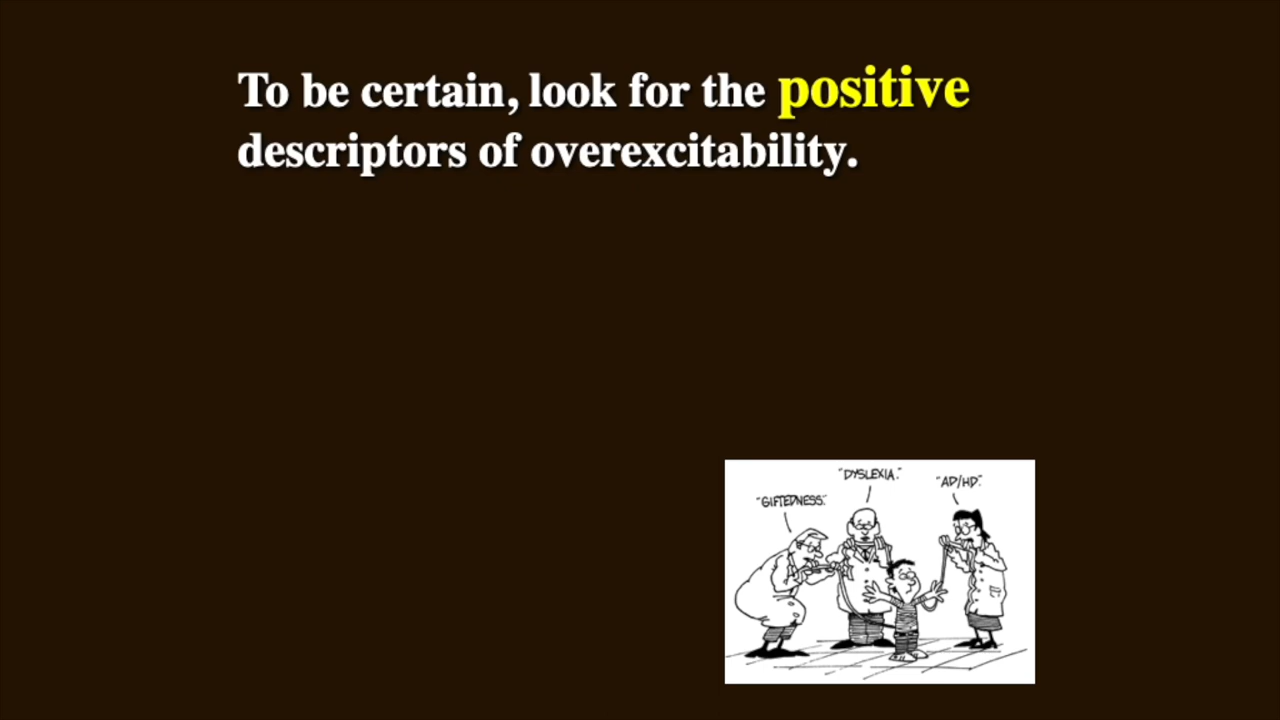 To be certain, look for the positive
descriptors of overexcitability.
"DYSLEXIA."
"AD/HD."
"GIFTEDNESS."